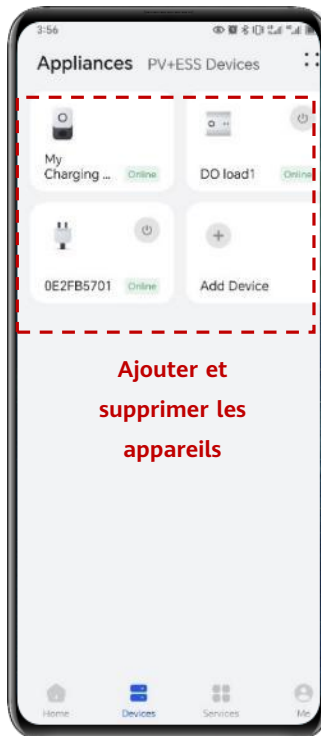 3:56
Appliances PV+ESS Devices
My
Charging ... Online
DO load1 Online
0E2FB5701 Online
Add Device
Ajouter et
supprimer les
appareils
Home Devices Services Me